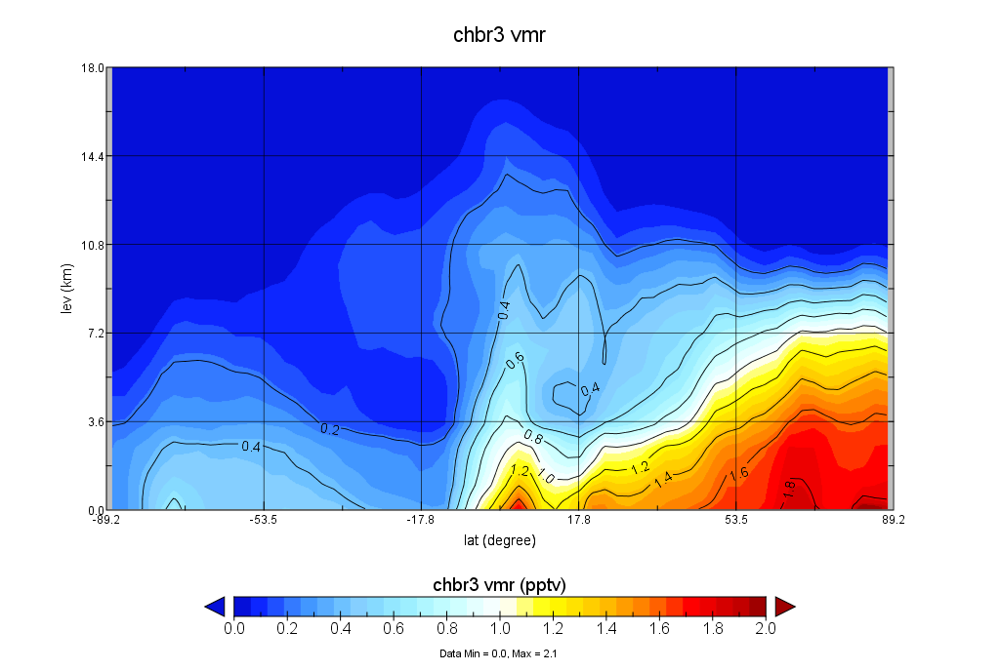 chbr3 vmr
18.0
14.4
10.8
7.2
3.6
0.0
lev (km)
0.4
0.6
0.4
0.2
0.4
0.8
1.2
1.0
1.2
1.4
1.6
1.8
-89.2 -53.5 -17.8 17.8 53.5 89.2
lat (degree)
chbr3 vmr (pptv)
0.0 0.2 0.4 0.6 0.8 1.0 1.2 1.4 1.6 1.8 2.0
Data Min = 0.0, Max = 2.1